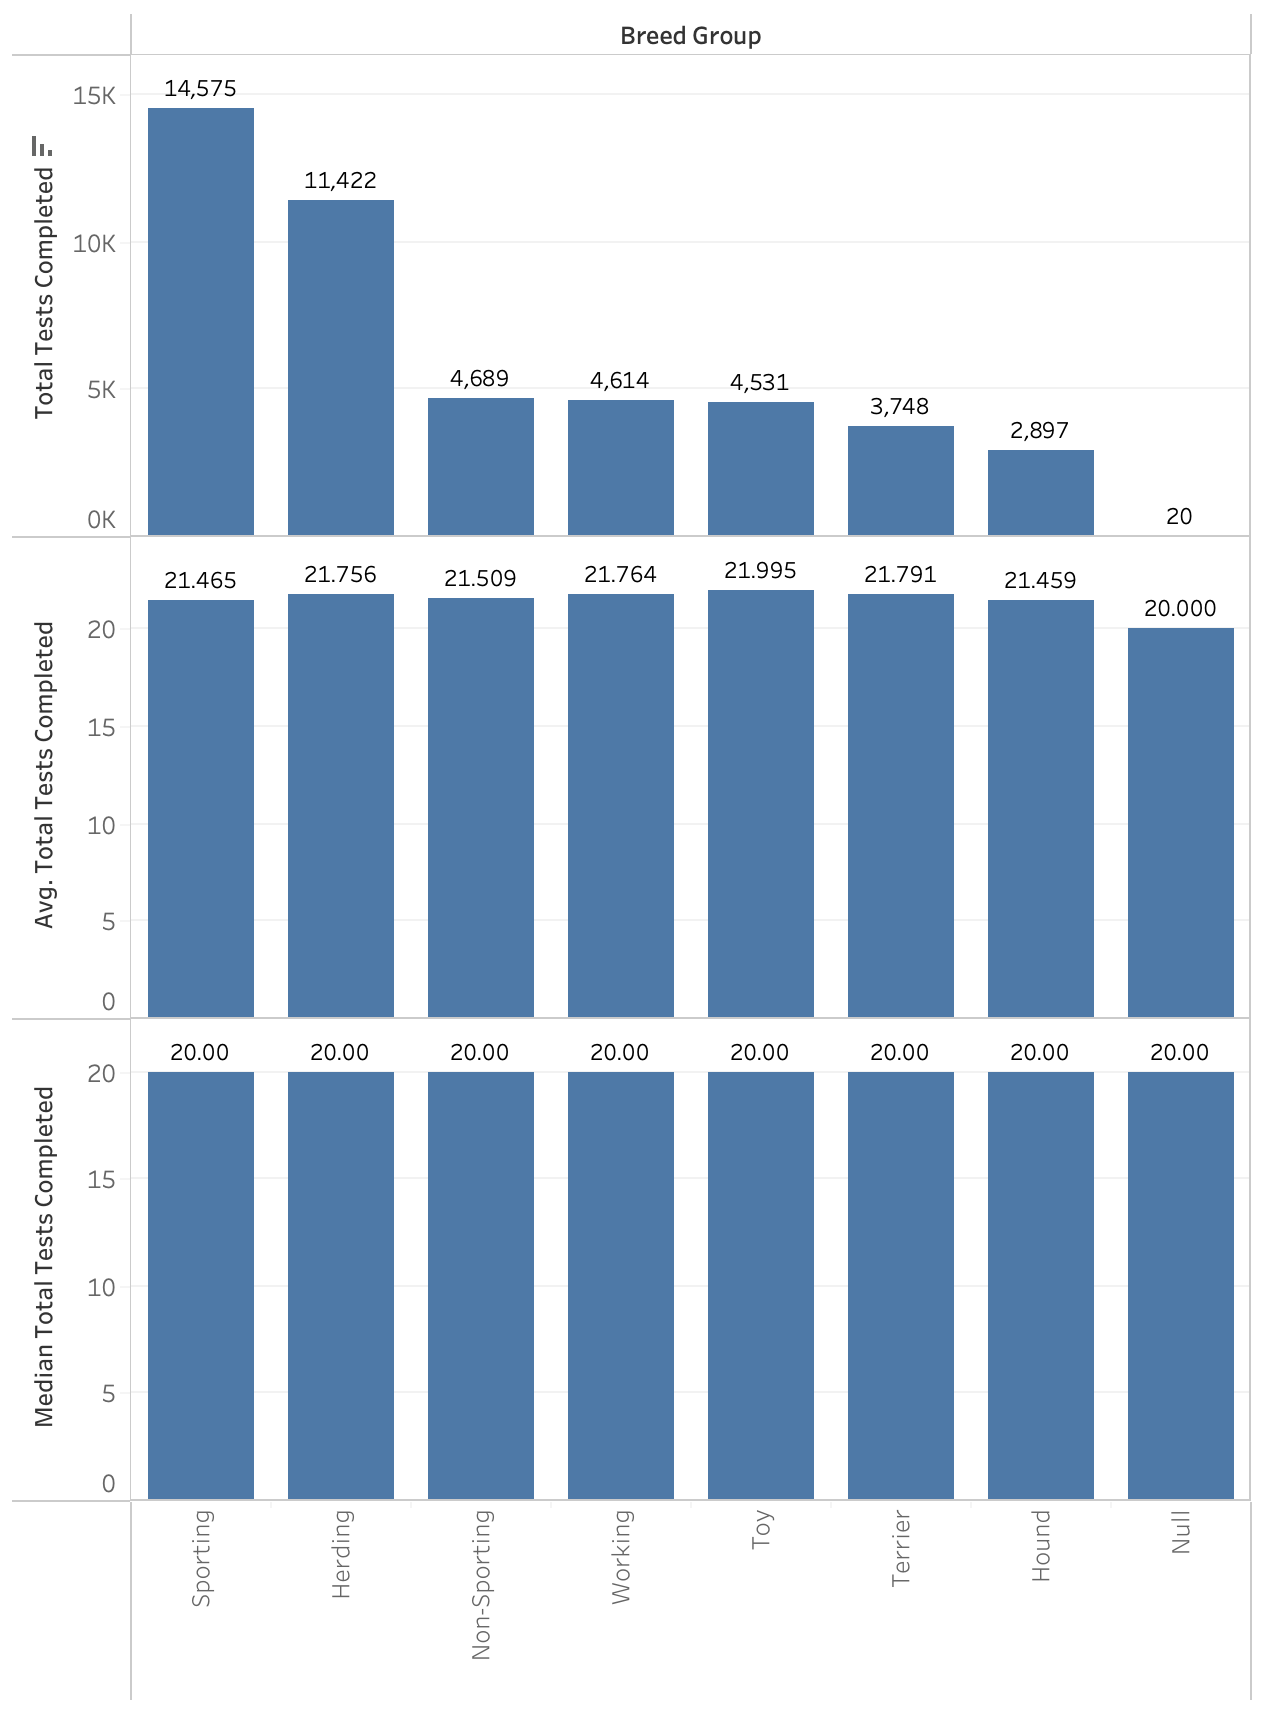 Breed Group
Total Tests Completed
15K
10K
5K
0K
14,575
11,422
4,689
4,614
4,531
3,748
2,897
20
Avg. Total Tests Completed
20
15
10
5
0
21.465
21.756
21.509
21.764
21.995
21.791
21.459
20.000
Median Total Tests Completed
20
15
10
5
0
20.00
20.00
20.00
20.00
20.00
20.00
20.00
20.00
Sporting
Herding
Non-Sporting
Working
Toy
Terrier
Hound
Null